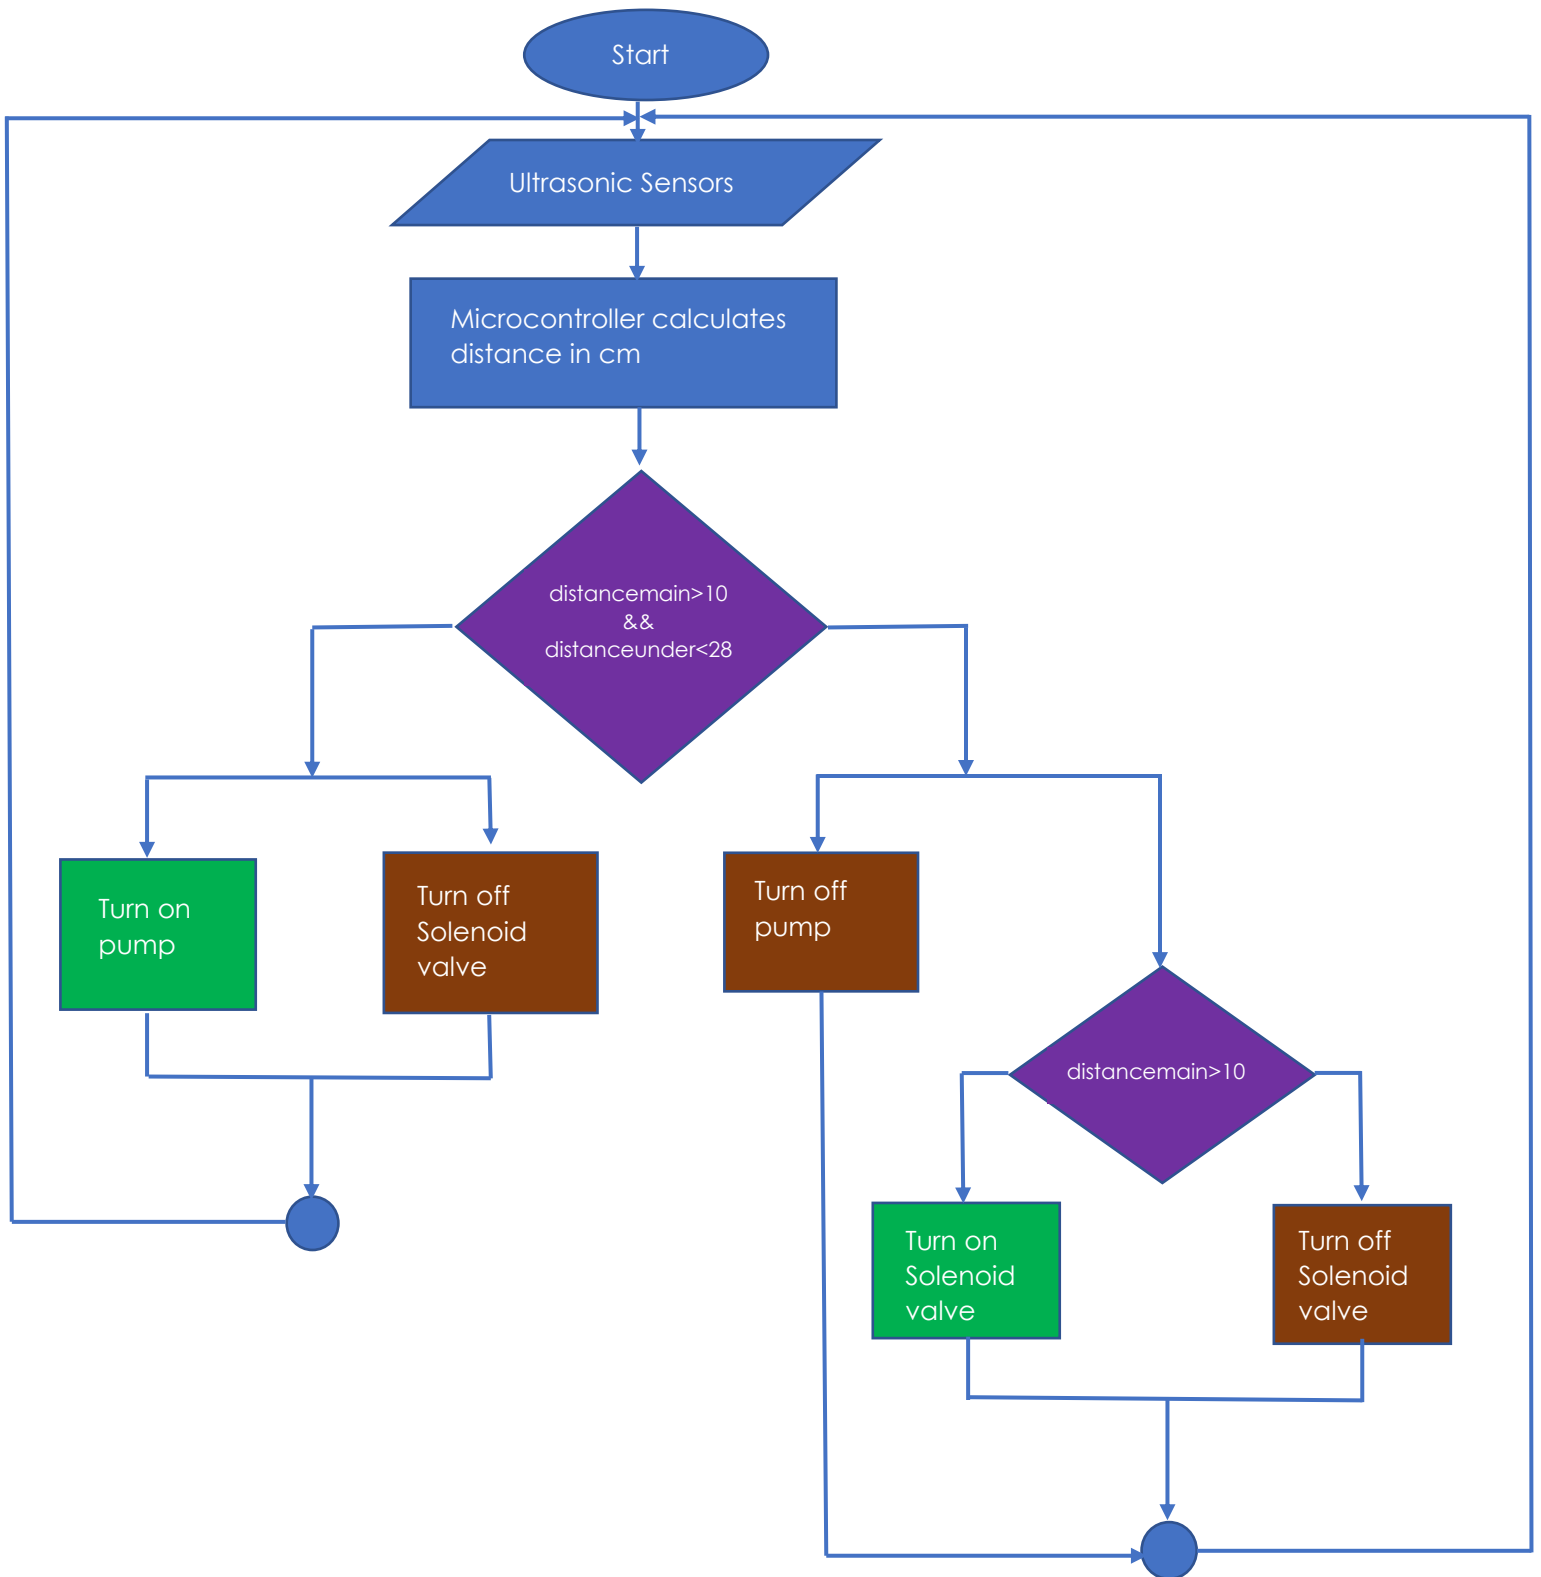 Start
Ultrasonic Sensors
Microcontroller calculates
distance in cm
distancemain>10
&&
distanceunder<28
Turn on
pump
Turn off
Solenoid
valve
Turn off
pump
distancemain>10
Turn on
Solenoid
valve
Turn off
Solenoid
valve